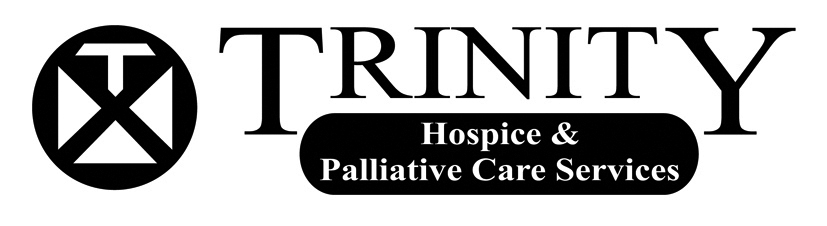 TRINITY
Hospice &
Palliative Care Services